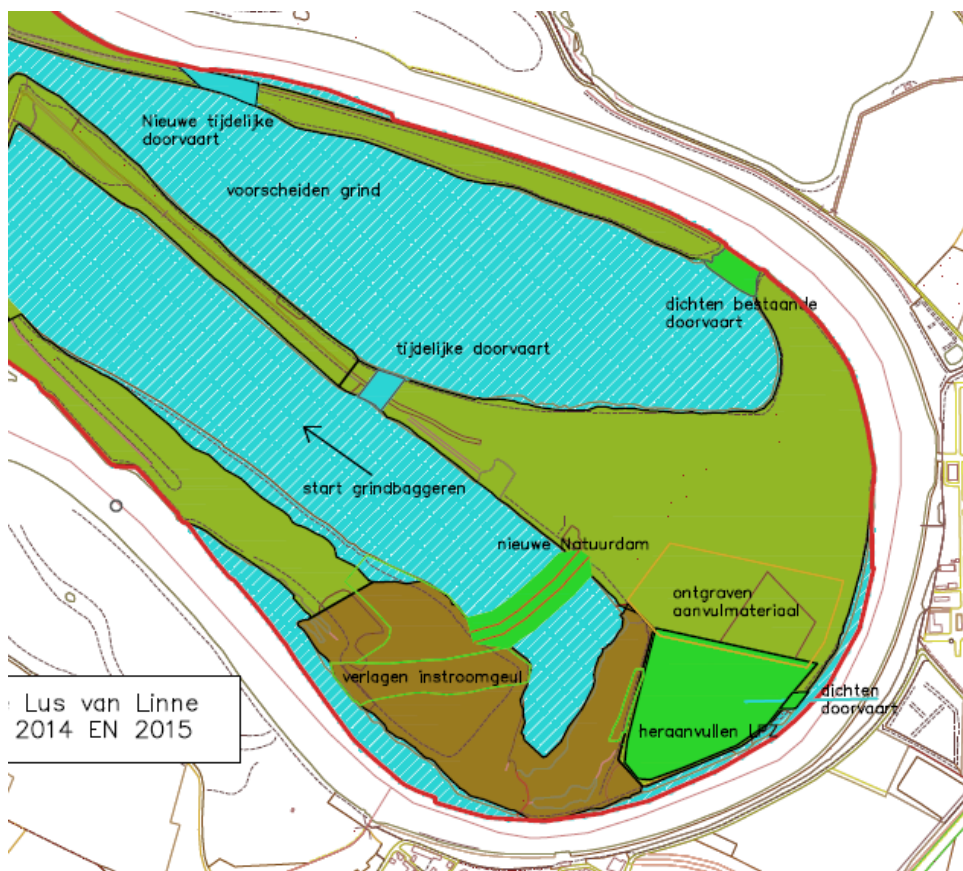 Nieuwe tijdelijke
doorvaart
voorscheiden grind
dichten bestaande
doorvaart
tijdelijke doorvaart
start grindbaggeren
nieuwe Natuurdam
ontgraven
aanvulmateriaal
verlagen instroomgeul
dichten
doorvaart
heraanvullen LPZ
Lus van Linne
2014 EN 2015